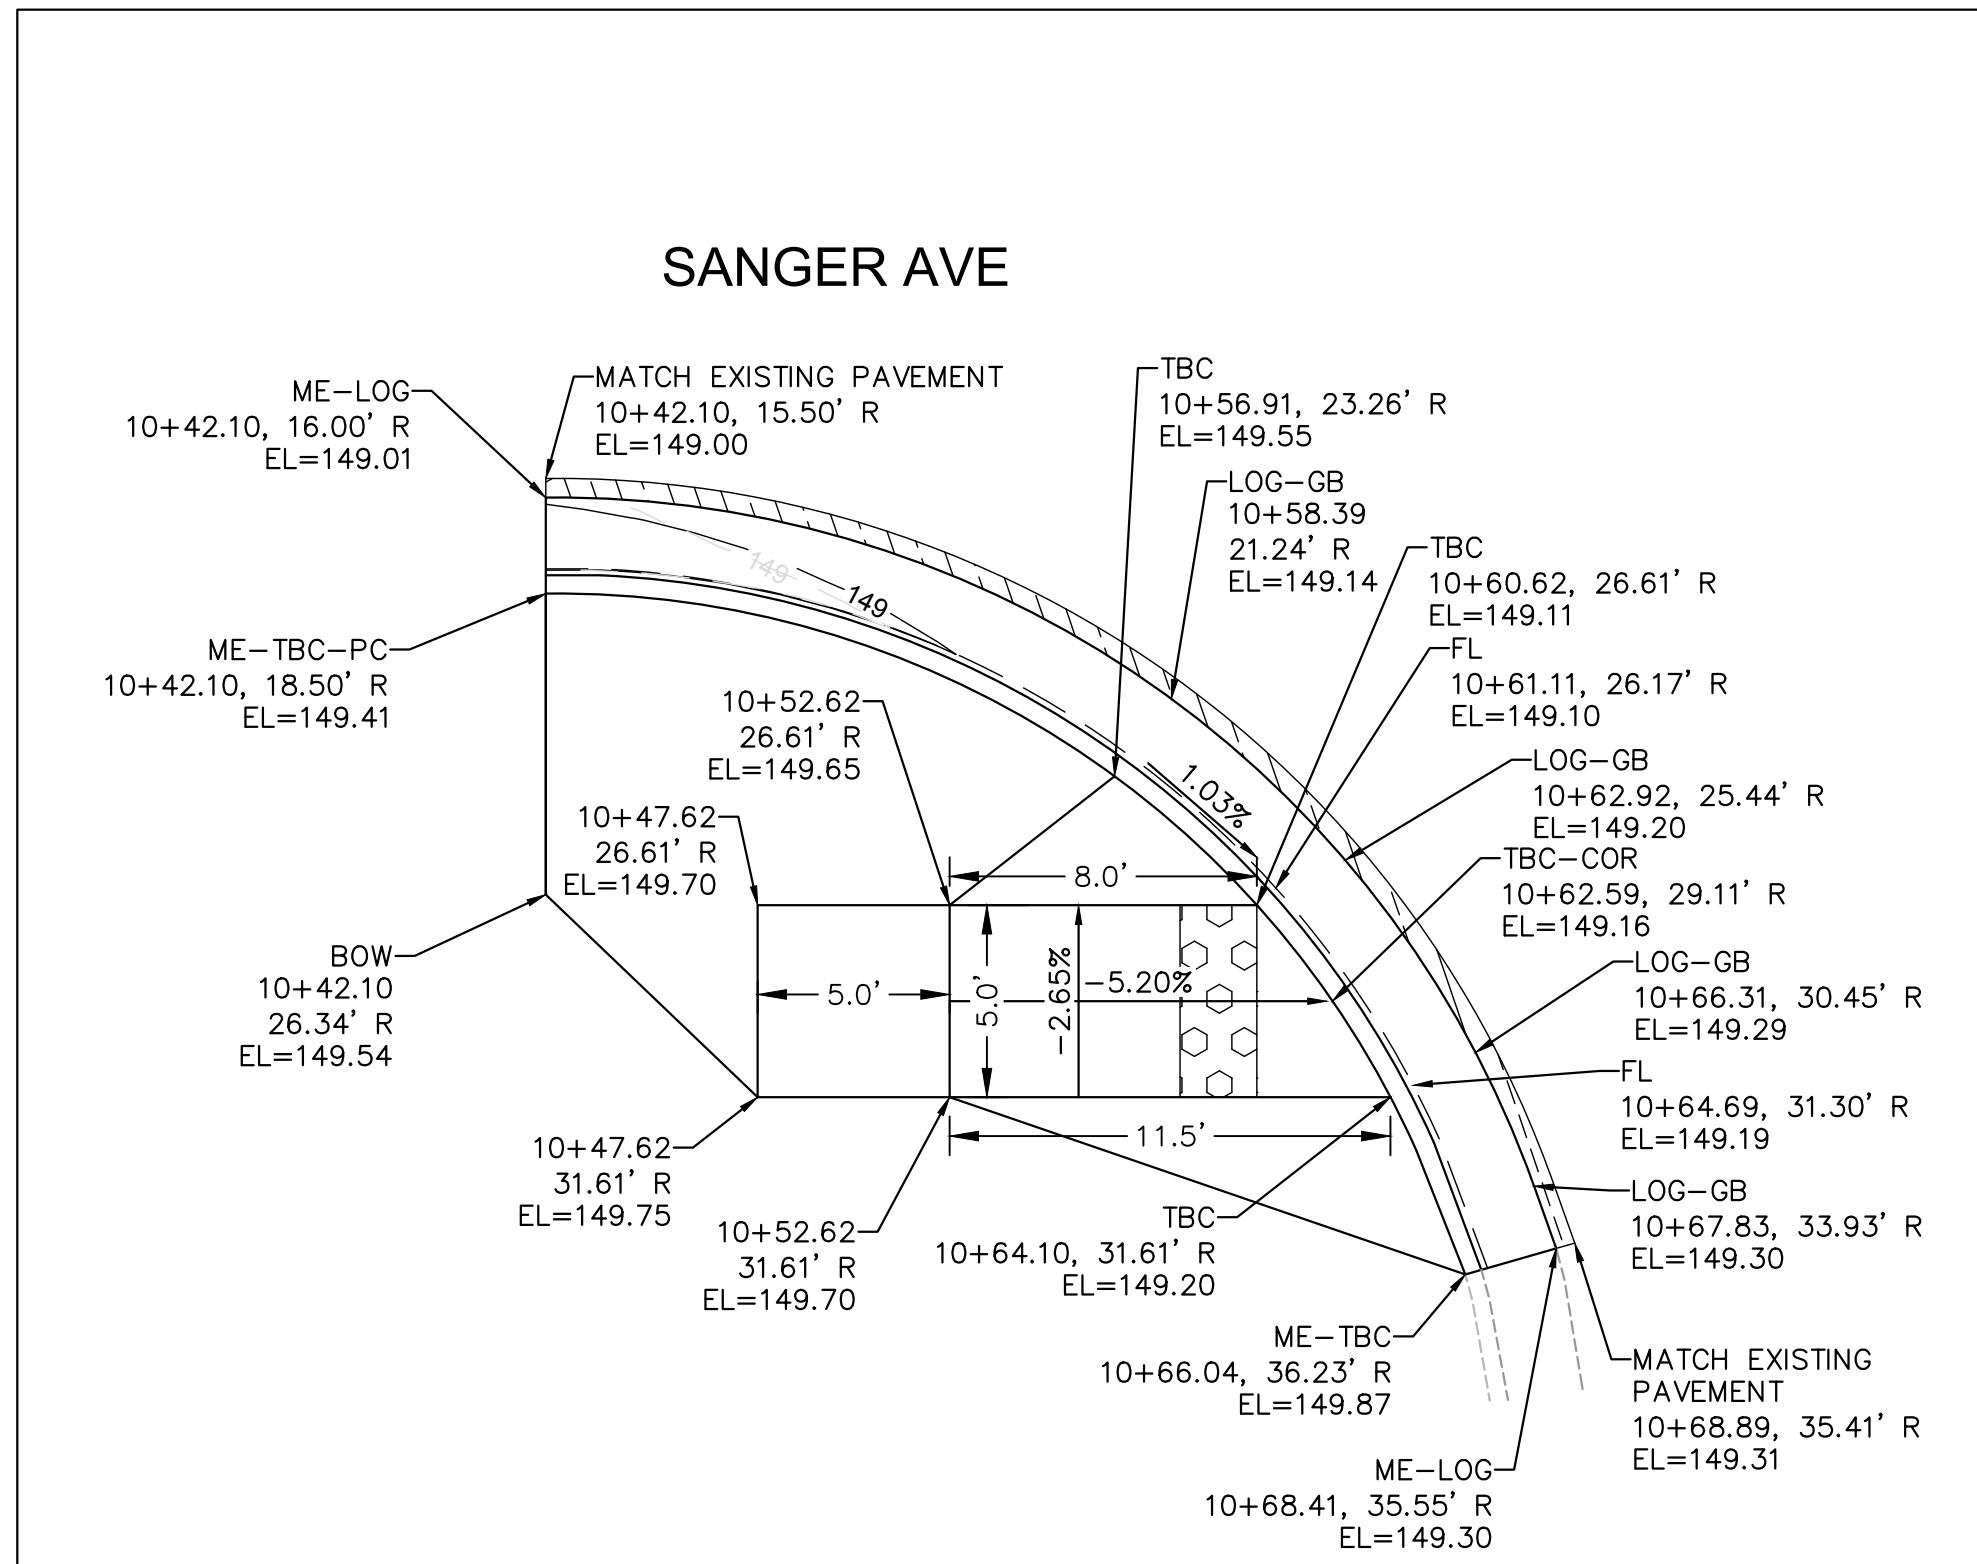 SANGER AVE
ME-LOG
10+42.10, 16.00' R
EL=149.01
MATCH EXISTING PAVEMENT
10+42.10, 15.50' R
EL=149.00
TBC
10+56.91, 23.26' R
EL=149.55
LOG-GB
10+58.39
21.24' R
EL=149.14
TBC
10+60.62, 26.61' R
EL=149.11
FL
10+61.11, 26.17' R
EL=149.10
149
149
ME-TBC-PC
10+42.10, 18.50' R
EL=149.41
10+52.62
26.61' R
EL=149.65
1.03%
LOG-GB
10+62.92, 25.44' R
EL=149.20
10+47.62
26.61' R
EL=149.70
8.0'
TBC-COR
10+62.59, 29.11' R
EL=149.16
BOW
10+42.10
26.34' R
EL=149.54
5.0'
5.0'
-2.65%
-5.20%
LOG-GB
10+66.31, 30.45' R
EL=149.29
FL
10+64.69, 31.30' R
EL=149.19
11.5'
10+47.62
31.61' R
EL=149.75
10+52.62
31.61' R
EL=149.70
TBC
10+64.10, 31.61' R
EL=149.20
LOG-GB
10+67.83, 33.93' R
EL=149.30
ME-TBC
10+66.04, 36.23' R
EL=149.87
MATCH EXISTING
PAVEMENT
10+68.89, 35.41' R
EL=149.31
ME-LOG
10+68.41, 35.55' R
EL=149.30